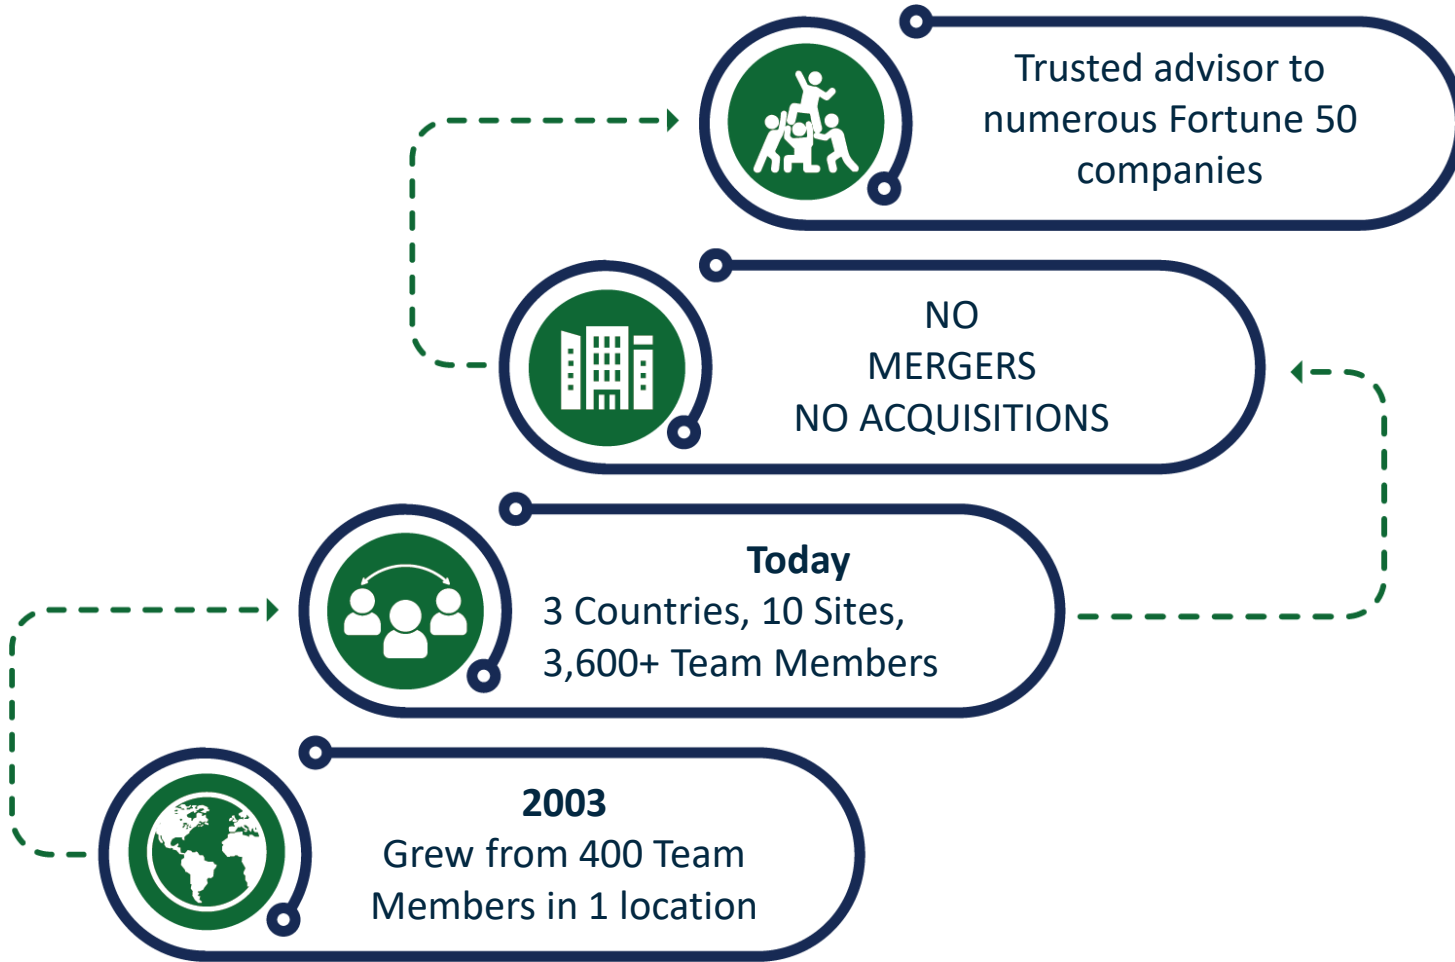 Trusted advisor to
numerous Fortune 50
companies
NO
MERGERS
NO ACQUISITIONS
Today
3 Countries, 10 Sites,
3,600+ Team Members
2003
Grew from 400 Team
Members in 1 location